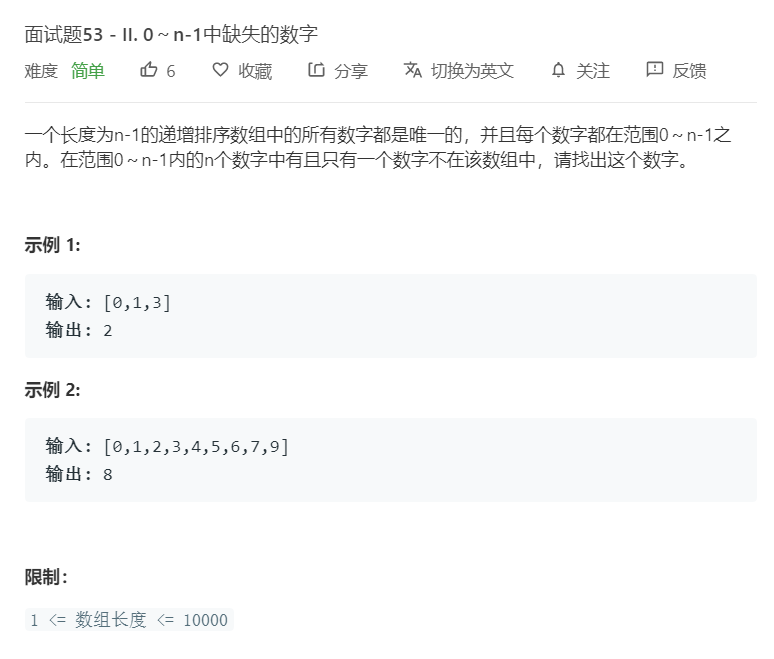 面试题53 - II. 0～n-1中缺失的数字
难度 简单 6 收藏 分享 切换为英文 关注 反馈
一个长度为n-1的递增排序数组中的所有数字都是唯一的，并且每个数字都在范围0～n-1之
内。在范围0～n-1内的n个数字中有且只有一个数字不在该数组中，请找出这个数字。
示例 1:
输入: [0,1,3]
输出: 2
示例 2:
输入: [0,1,2,3,4,5,6,7,9]
输出: 8
限制：
1 <= 数组长度 <= 10000